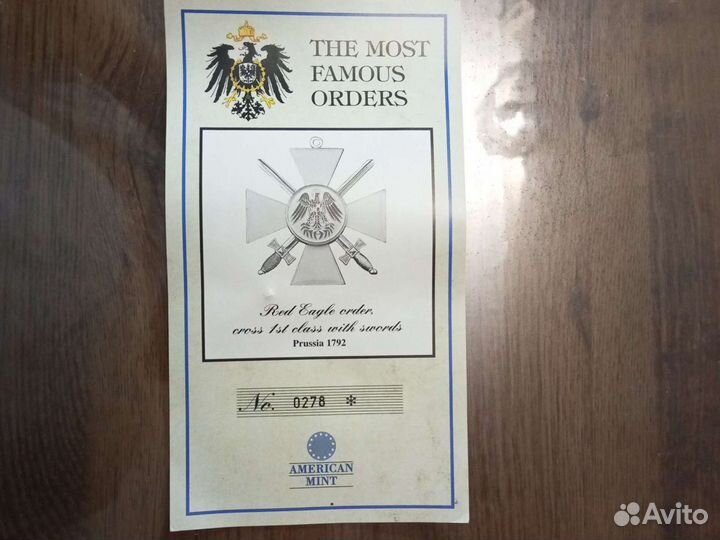 THE MOST
FAMOUS
ORDERS
Red Eagle order,
cross 1st class with swords
Prussia 1792
No. 0278 *
AMERICAN
MINT
Avito